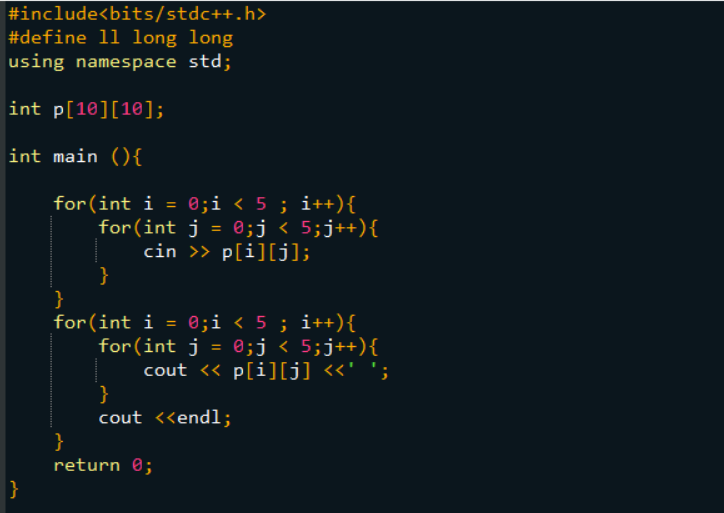 #include<bits/stdc++.h>
#define ll long long
using namespace std;
int p[10][10];
int main (){
for(int i = 0;i < 5 ; i++){
for(int j = 0;j < 5;j++){
cin >> p[i][j];
}
}
for(int i = 0;i < 5 ; i++){
for(int j = 0;j < 5;j++){
cout << p[i][j] <<' ';
}
cout <<endl;
}
return 0;
}